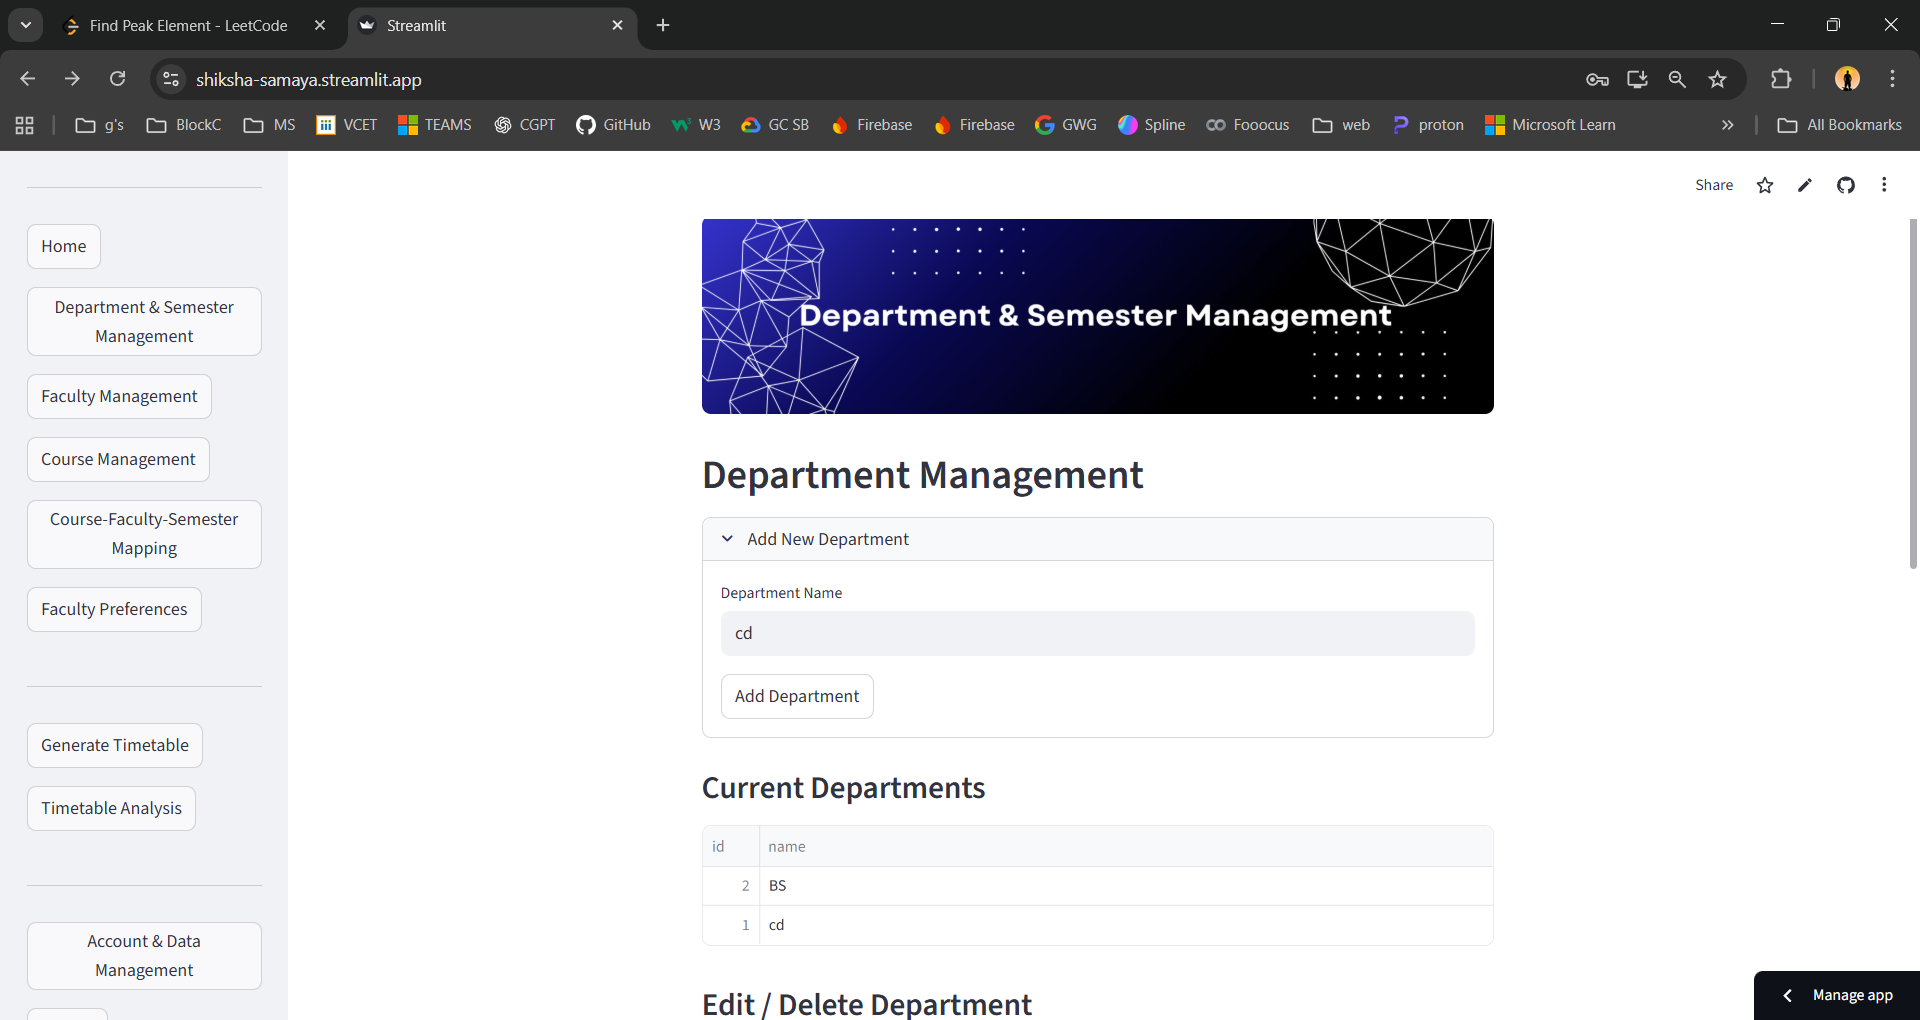 Find Peak Element - LeetCode
Streamlit
shiksha-samaya.streamlit.app
g's BlockC MS VCET TEAMS CGPT GitHub W3 GC SB Firebase Firebase GWG Spline Fooocus web proton Microsoft Learn » All Bookmarks
Share
Home
Department & Semester
Management
Faculty Management
Course Management
Course-Faculty-Semester
Mapping
Faculty Preferences
Generate Timetable
Timetable Analysis
Account & Data
Management
Department & Semester Management
Department Management
Add New Department
Department Name
cd
Add Department
Current Departments
id name
2 BS
1 cd
Edit / Delete Department
Manage app